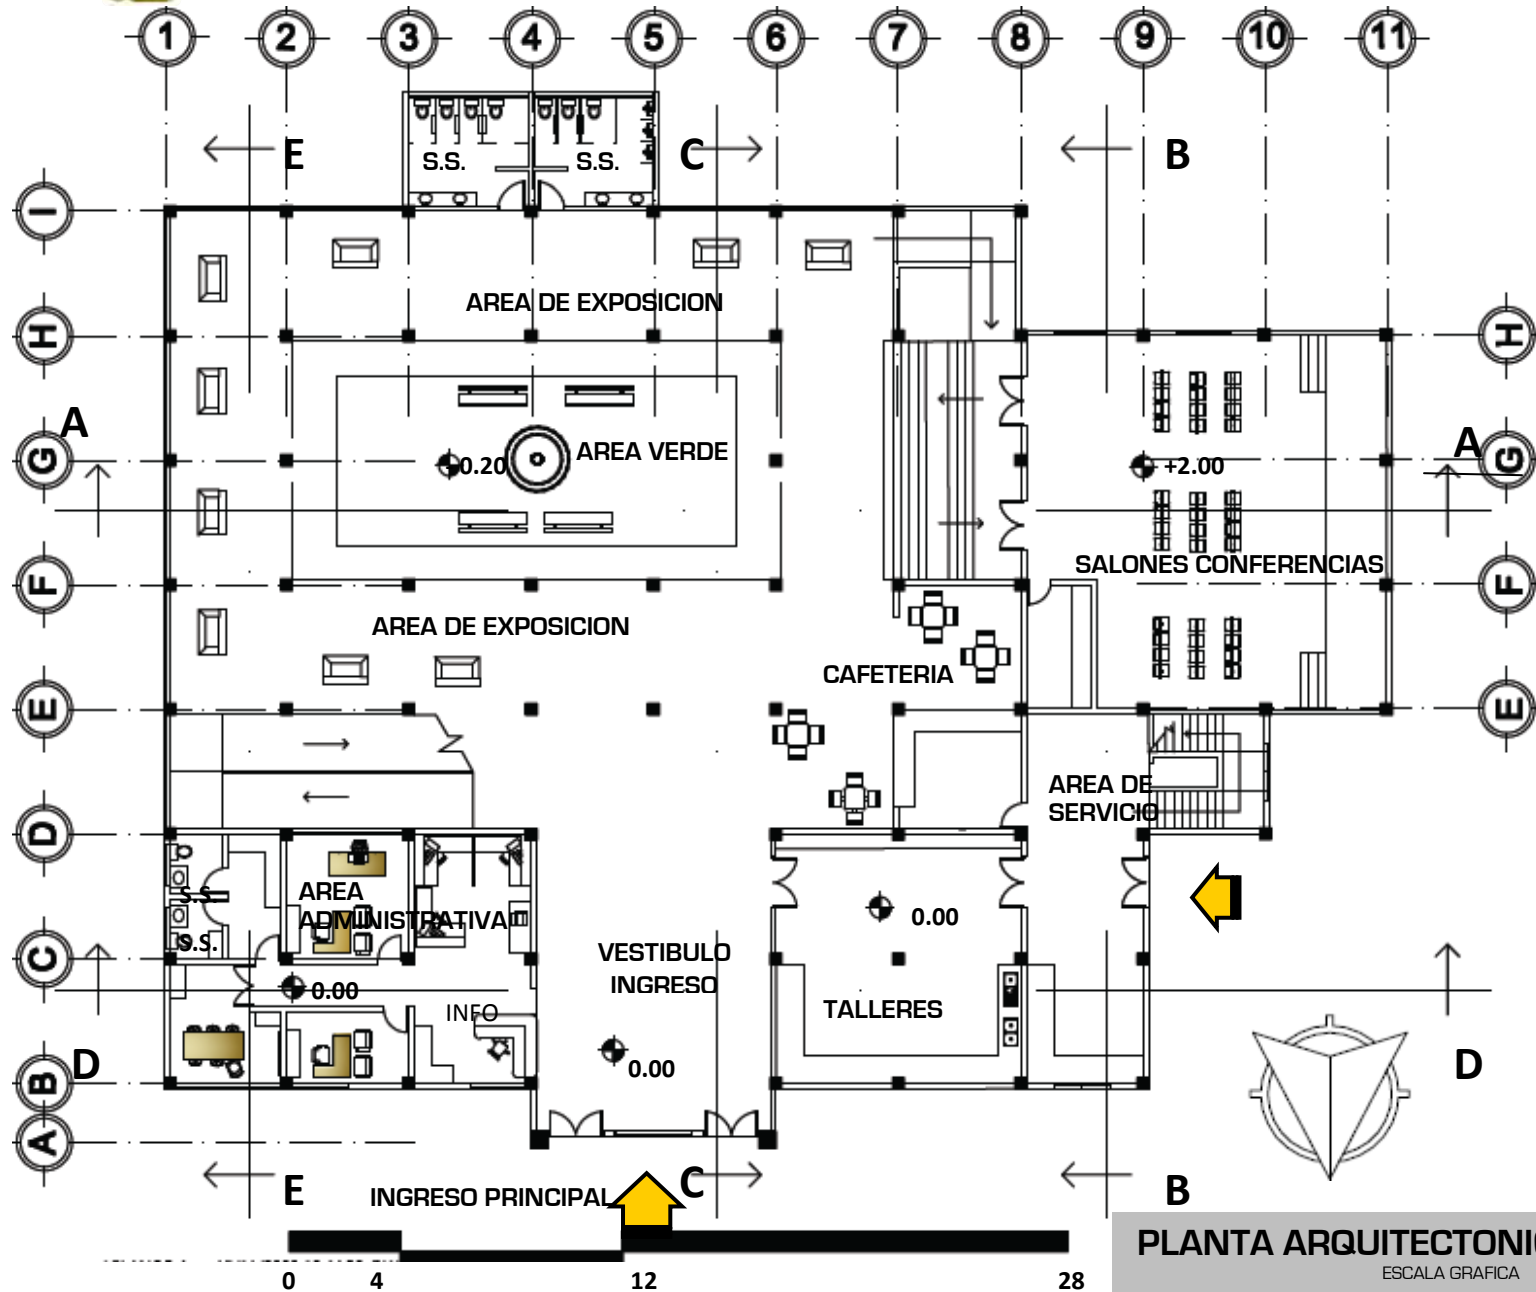 1 2 3 4 5 6 7 8 9 10 11
E C B
S.S. S.S.
I
AREA DE EXPOSICION
H H
A A
G G
AREA VERDE
0.20
+2.00
SALONES CONFERENCIAS
F F
AREA DE EXPOSICION
CAFETERIA
E E
AREA DE
SERVICIO
D
S.S.
AREA
ADMINISTRATIVA
0.00
S.S.
C
VESTIBULO
INGRESO
0.00
INFO
TALLERES
0.00
B
D D
A
E C B
INGRESO PRINCIPAL
PLANTA ARQUITECTONIC
ESCALA GRAFICA
0 4 12 28